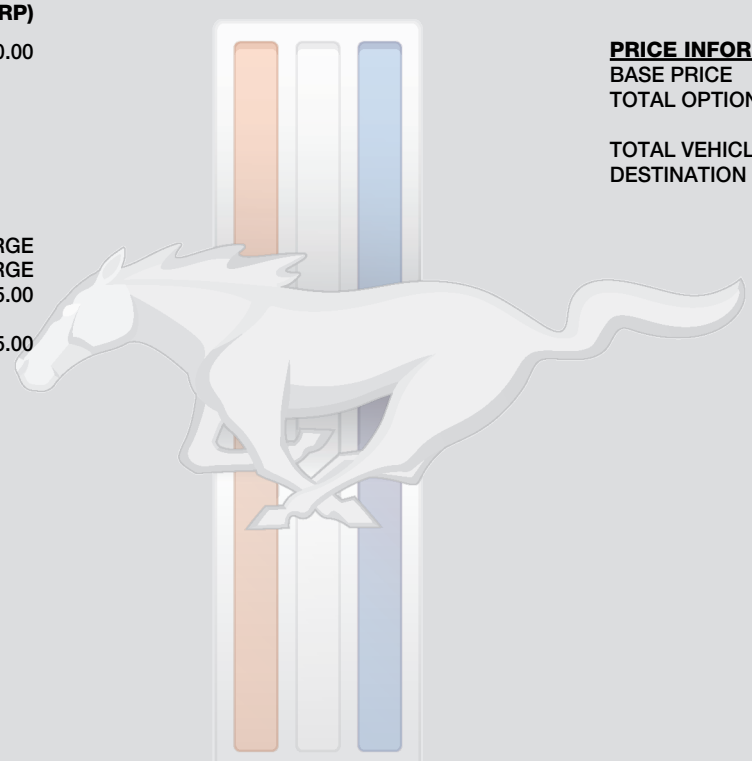 RP)
0.00
RGE
RGE
5.00
5.00
PRICE INFOR
BASE PRICE
TOTAL OPTION
TOTAL VEHICL
DESTINATION